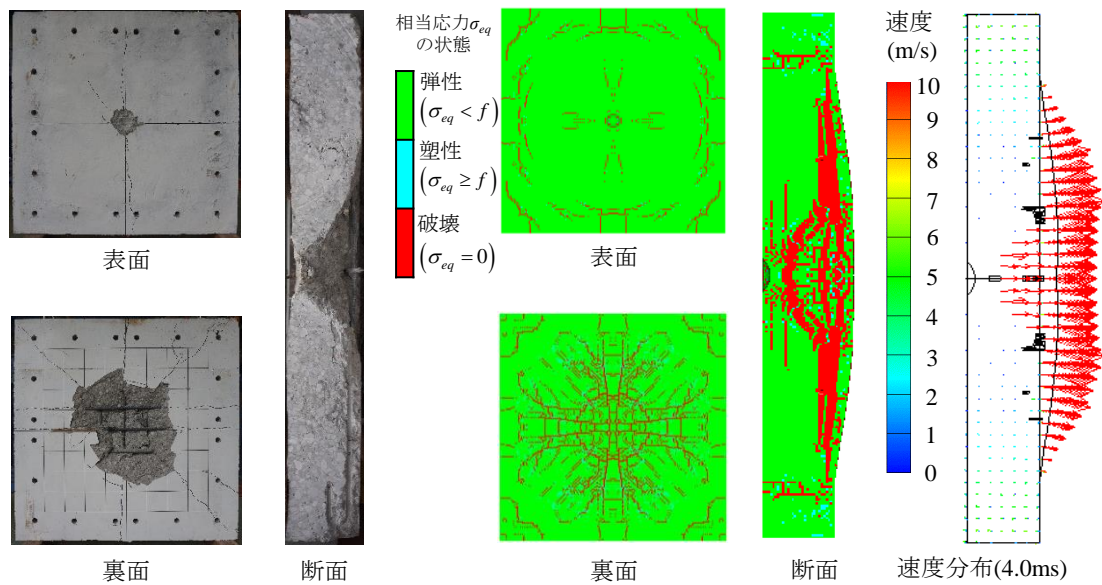 表面
裏面
断面
相当応力σeq
の状態
弾性
(σeq < f)
塑性
(σeq ≥ f)
破壊
(σeq = 0)
表面
裏面
断面
速度
(m/s)
10
9
8
7
6
5
4
3
2
1
0
速度分布(4.0ms)